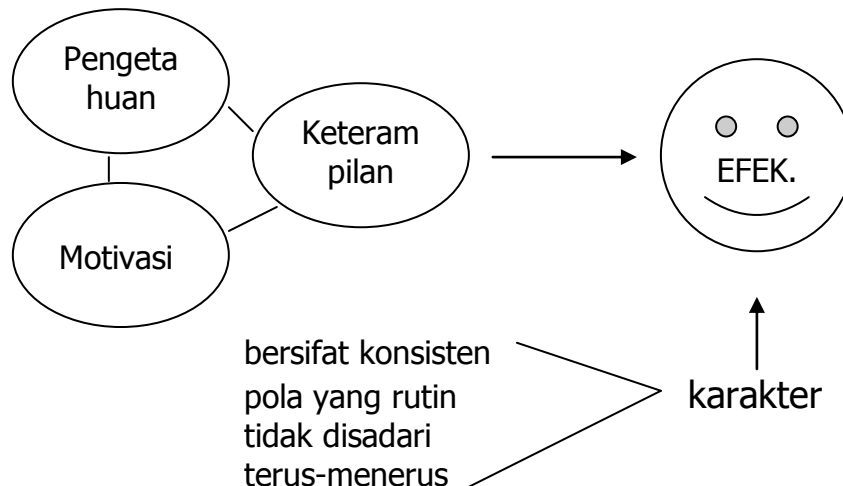 Pengeta
huan
Keteram
pilan
Motivasi
EFEK.
bersifat konsisten
pola yang rutin
tidak disadari
terus-menerus
karakter